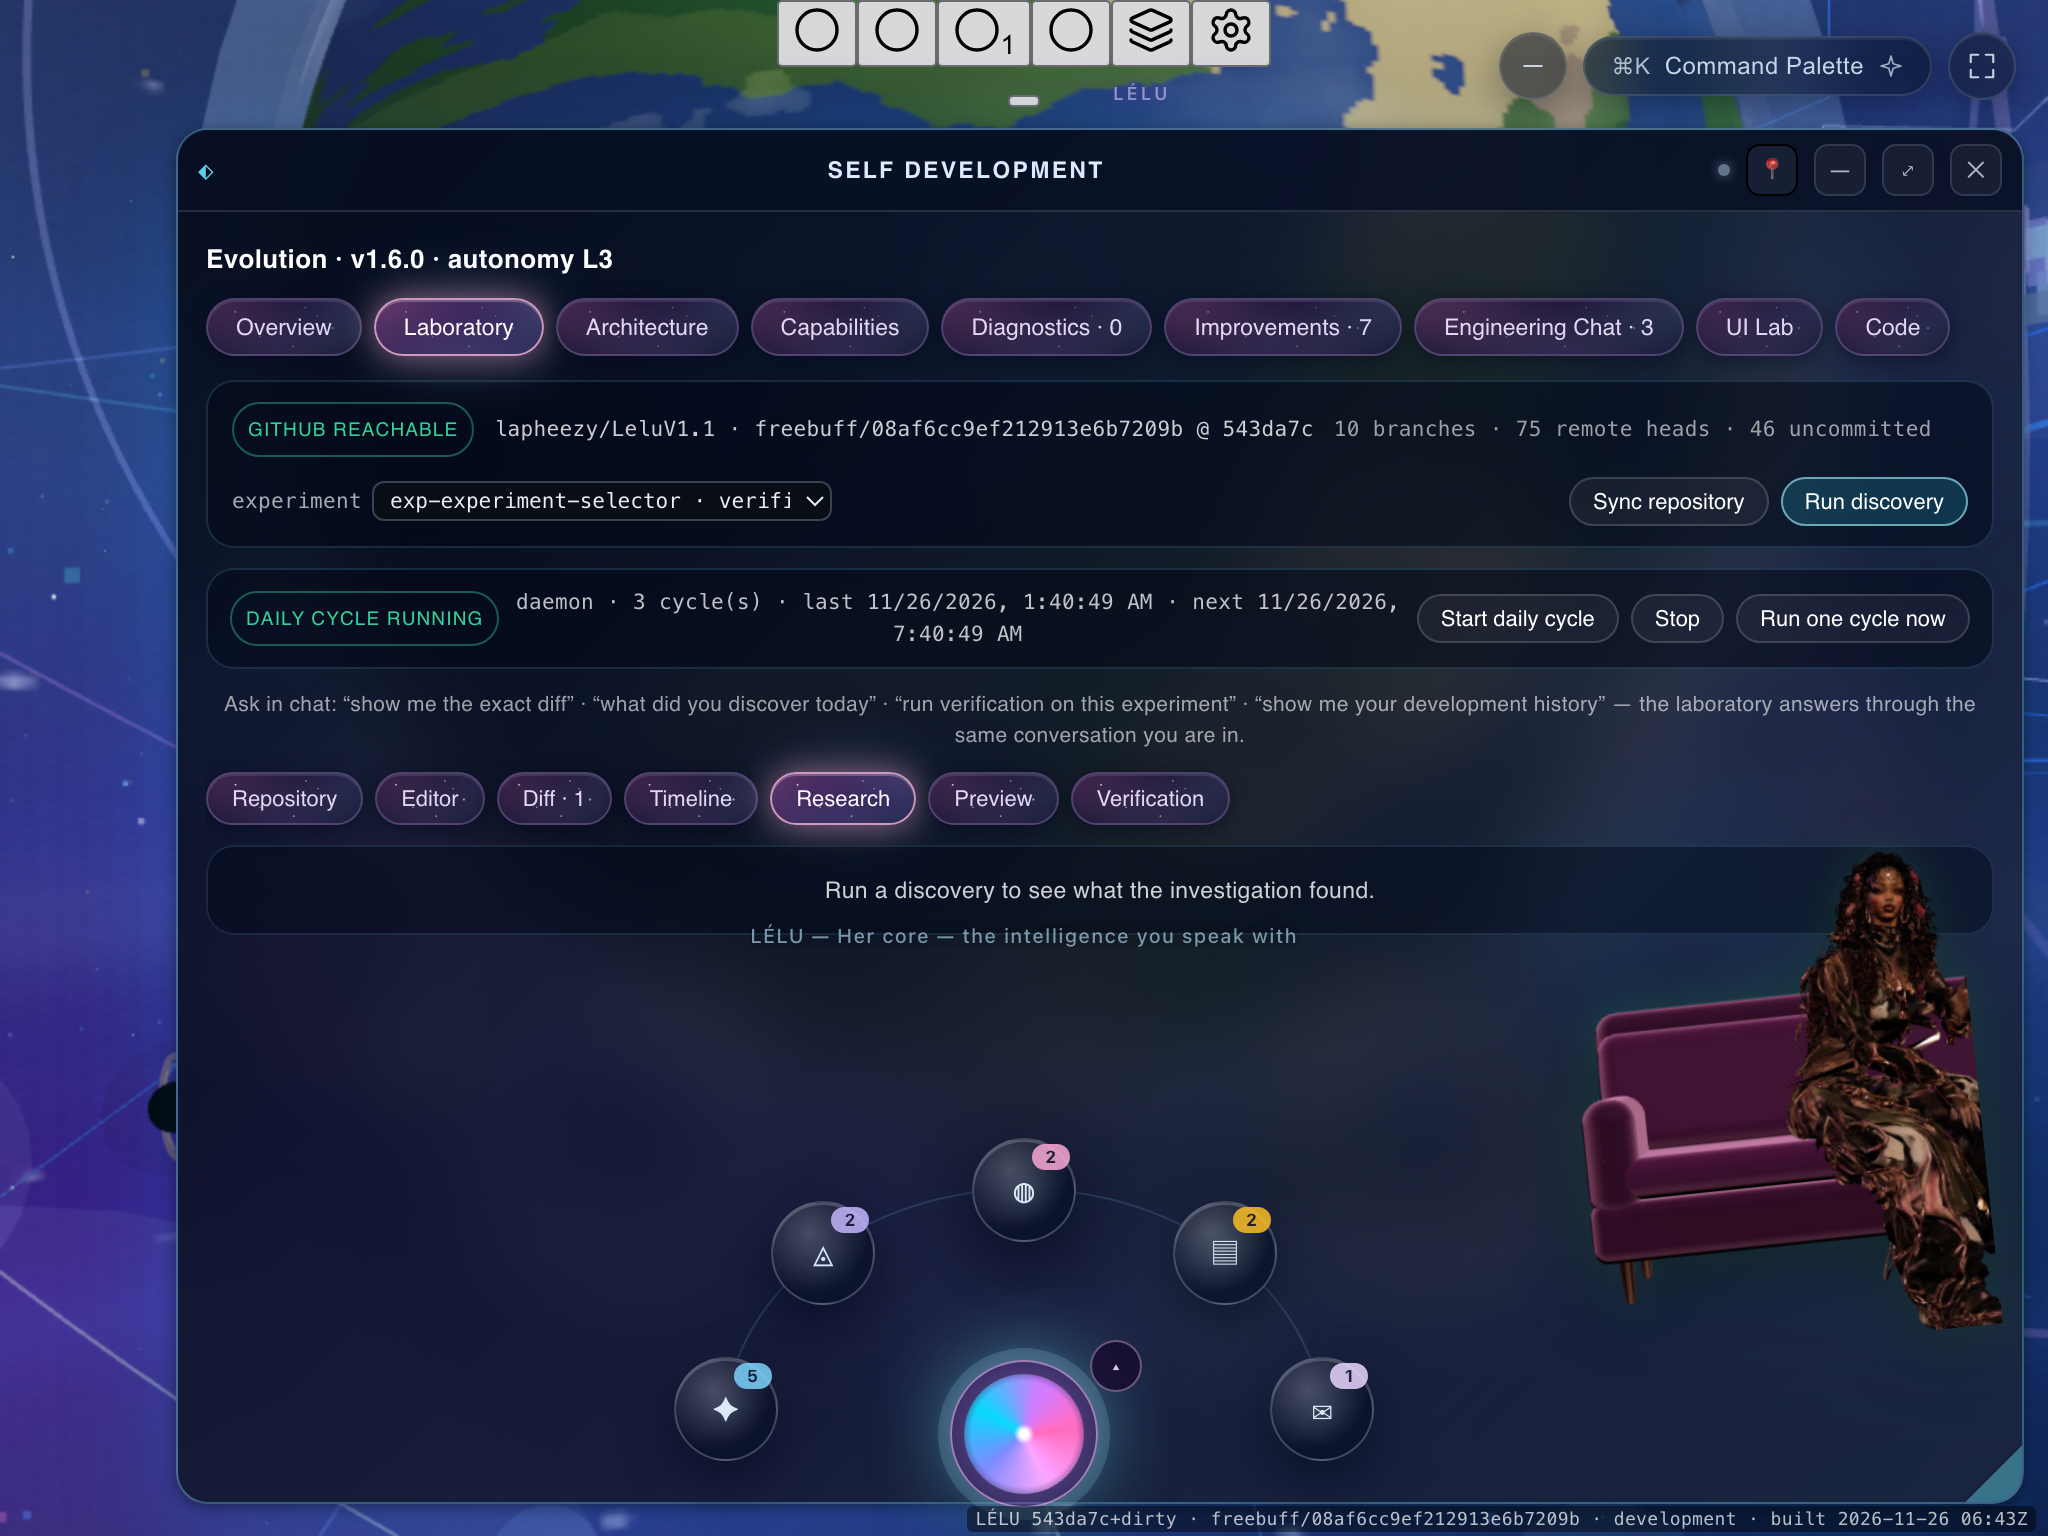 1
⌘K Command Palette
LÉLU
SELF DEVELOPMENT
Evolution · v1.6.0 · autonomy L3
Overview
Laboratory
Architecture
Capabilities
Diagnostics · 0
Improvements · 7
Engineering Chat · 3
UI Lab
Code
GITHUB REACHABLE
lapheezy/LeluV1.1 · freebuff/08af6cc9ef212913e6b7209b @ 543da7c
10 branches · 75 remote heads · 46 uncommitted
experiment
exp-experiment-selector · verifi
Sync repository
Run discovery
DAILY CYCLE RUNNING
daemon · 3 cycle(s) · last 11/26/2026, 1:40:49 AM · next 11/26/2026,
7:40:49 AM
Start daily cycle
Stop
Run one cycle now
Ask in chat: “show me the exact diff” · “what did you discover today” · “run verification on this experiment” · “show me your development history” — the laboratory answers through the
same conversation you are in.
Repository
Editor
Diff · 1
Timeline
Research
Preview
Verification
Run a discovery to see what the investigation found.
LÉLU — Her core — the intelligence you speak with
2
2
2
5
1
LÉLU 543da7c+dirty · freebuff/08af6cc9ef212913e6b7209b · development · built 2026-11-26 06:43Z